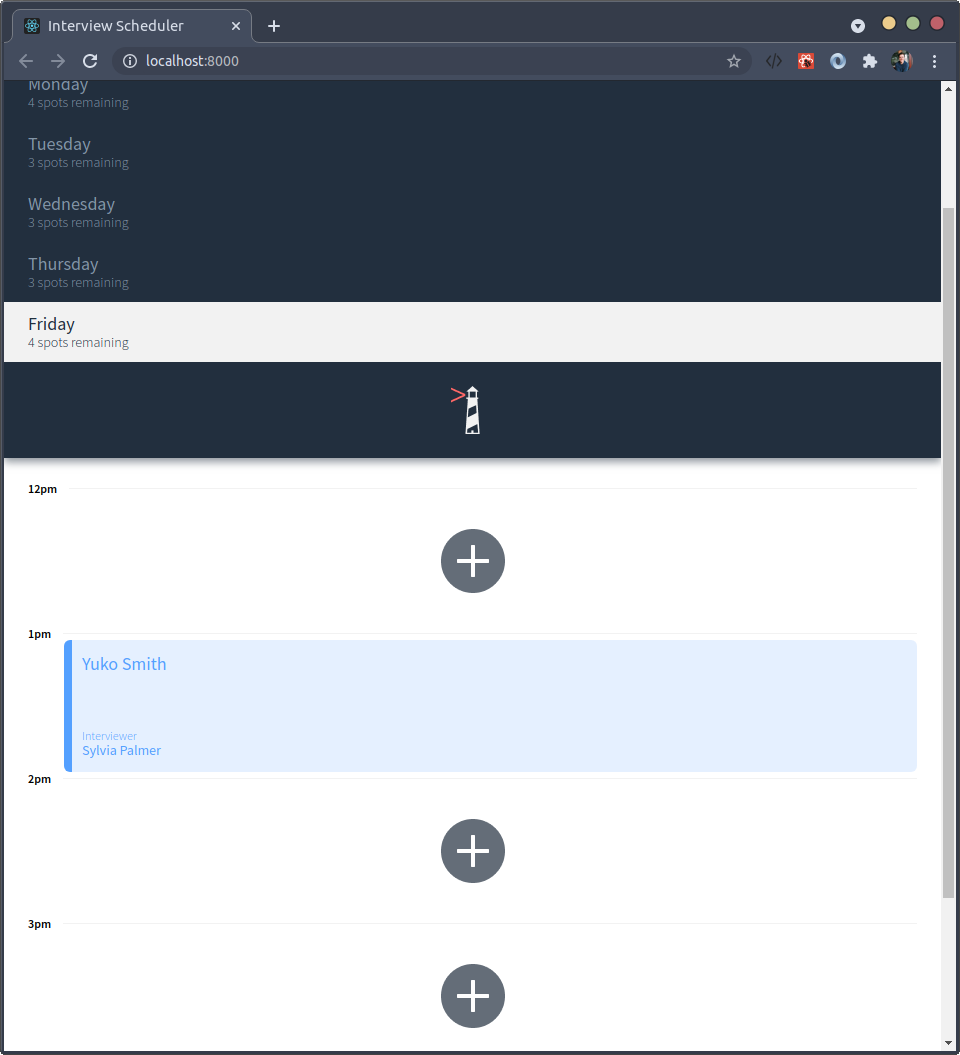 Interview Scheduler
localhost:8000
Monday
4 spots remaining
Tuesday
3 spots remaining
Wednesday
3 spots remaining
Thursday
3 spots remaining
Friday
4 spots remaining
12pm
1pm
Yuko Smith
Interviewer
Sylvia Palmer
2pm
3pm